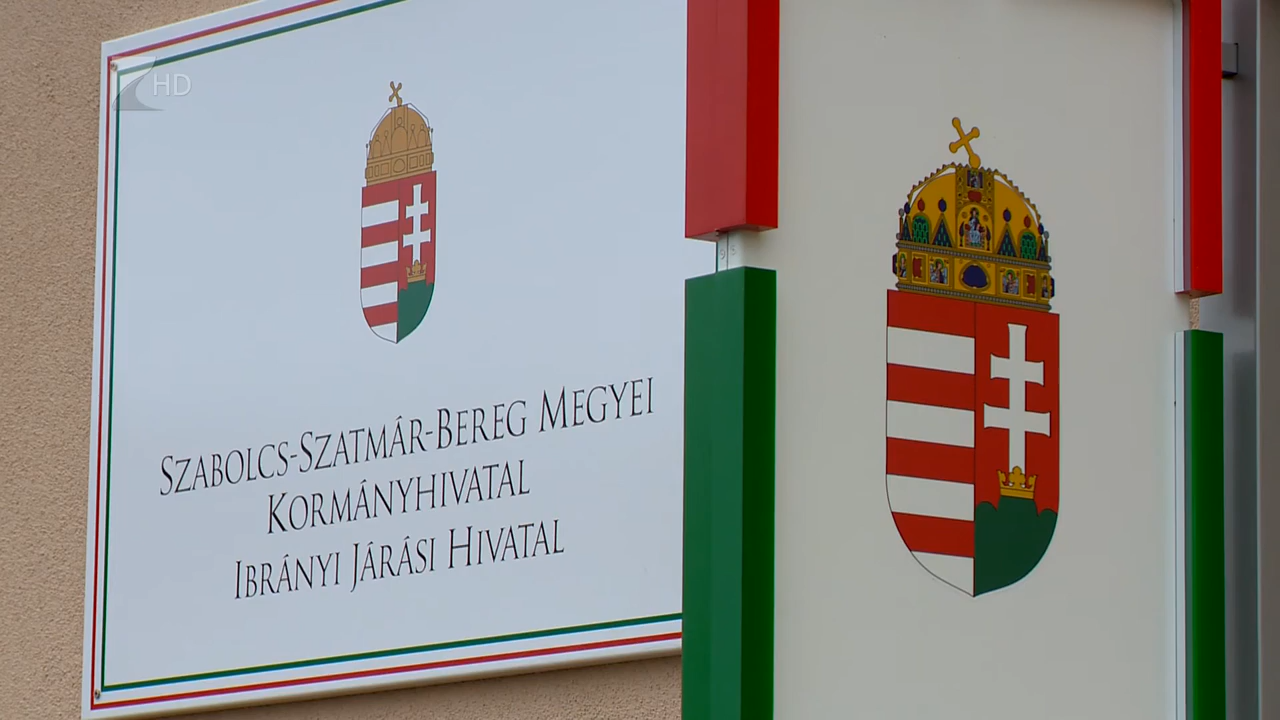 HD
SZABOLCS-SZATMÁR-BEREG MEGYEI
KORMÁNYHIVATAL
IBRÁNYI JÁRÁSI HIVATAL